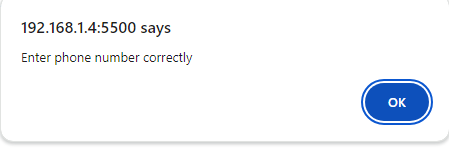 192.168.1.4:5500 says
Enter phone number correctly
OK